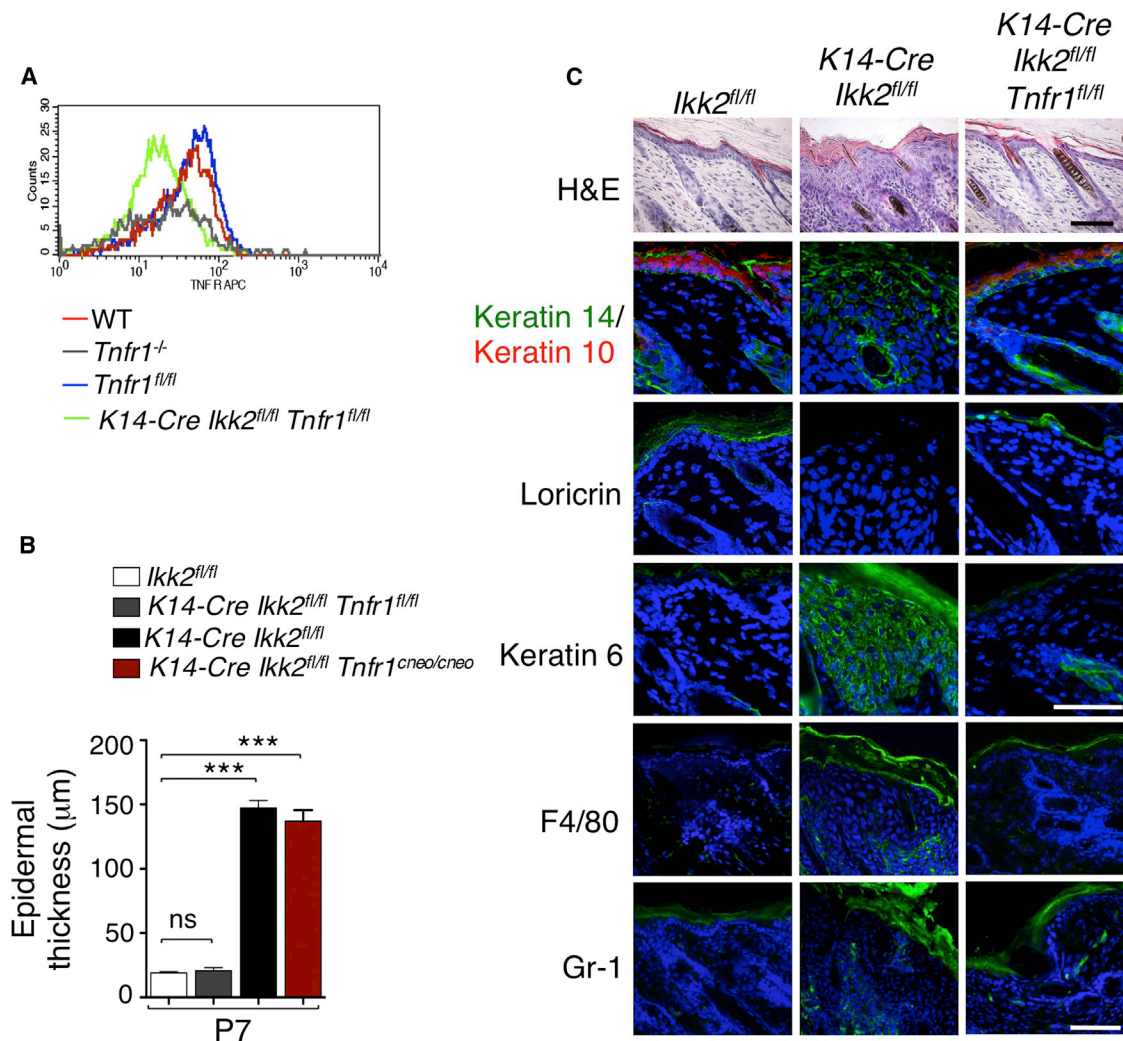 A
Counts
30
25
20
15
10
5
0
10^0 10^1 10^2 10^3 10^4
TNF R APC
WT
Tnfr1-/-
Tnfr1fl/fl
K14-Cre Ikk2fl/fl Tnfr1fl/fl
B
Ikk2fl/fl
K14-Cre Ikk2fl/fl Tnfr1fl/fl
K14-Cre Ikk2fl/fl
K14-Cre Ikk2fl/fl Tnfr1cneo/cneo
Epidermal
thickness (μm)
200
150
100
50
0
***
***
ns
P7
C
Ikk2fl/fl
K14-Cre
Ikk2fl/fl
K14-Cre
Ikk2fl/fl
Tnfr1fl/fl
H&E
Keratin 14/
Keratin 10
Loricrin
Keratin 6
F4/80
Gr-1